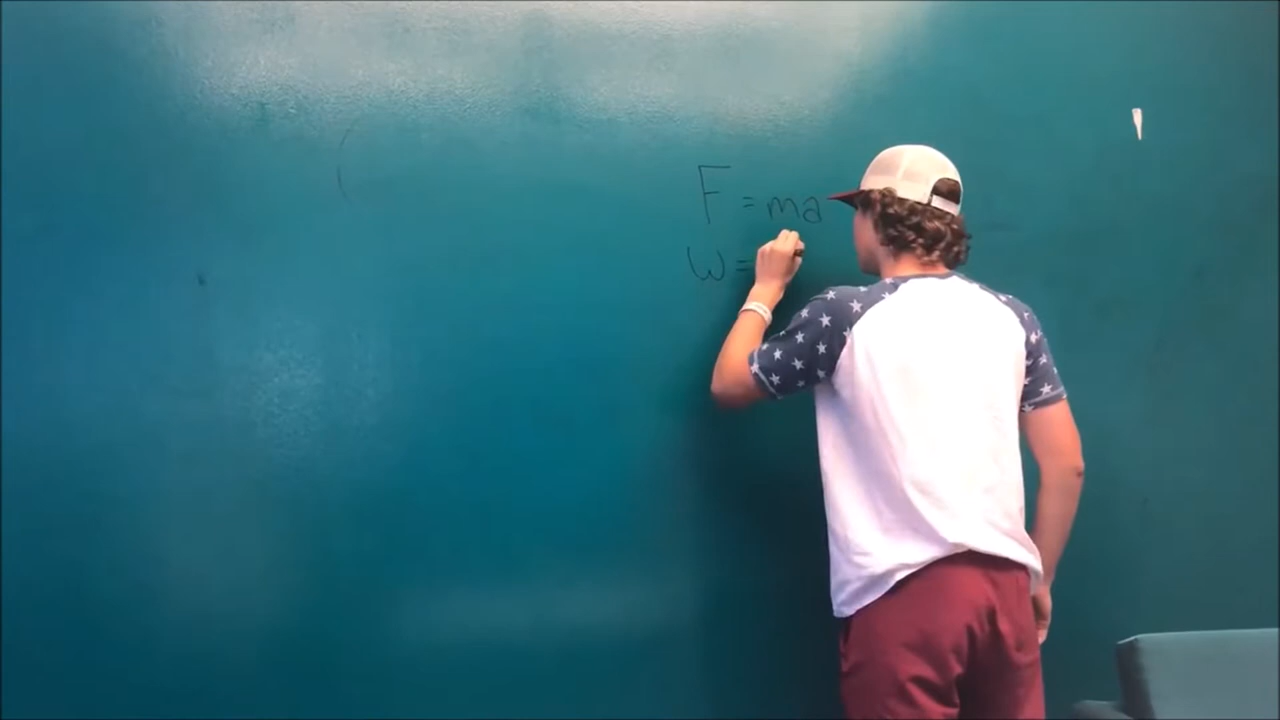 F = ma
W =